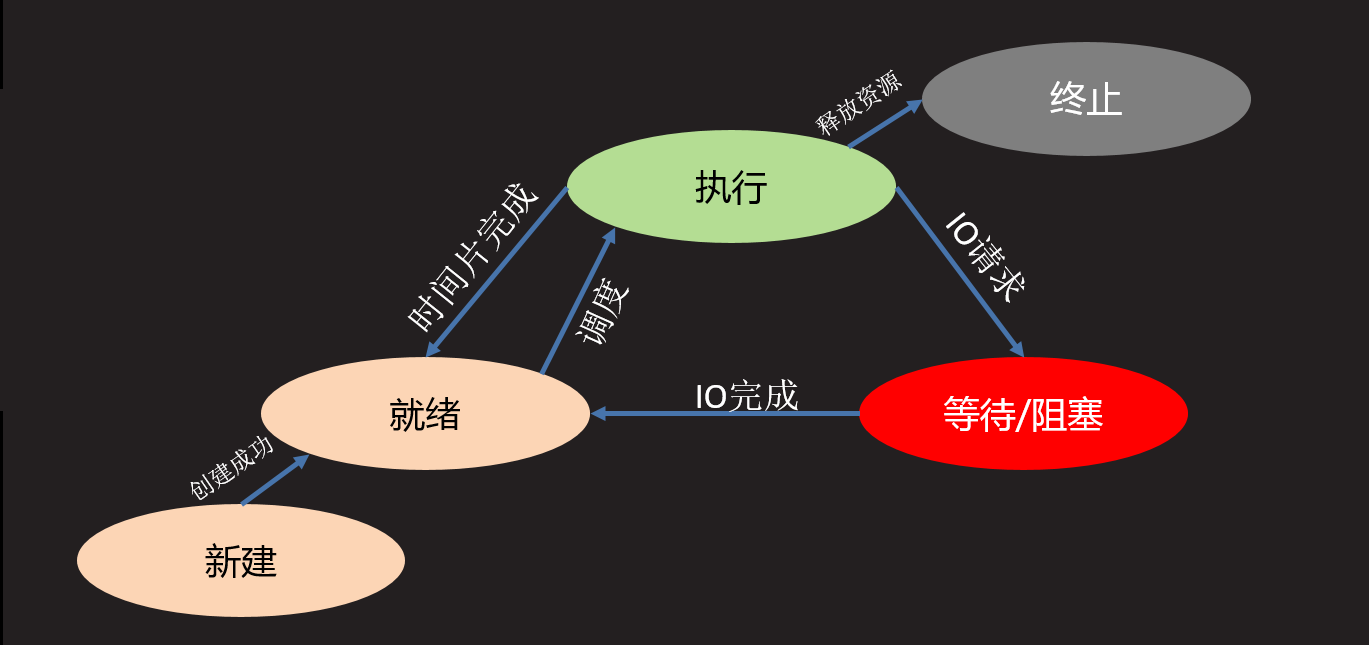 终止
释放资源
执行
时间片完成
IO请求
调度
就绪
IO完成
等待/阻塞
创建成功
新建